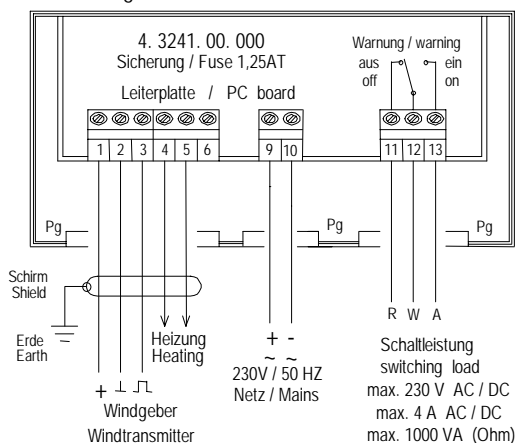 4. 3241. 00. 000
Sicherung / Fuse 1,25AT
Leiterplatte / PC board
Warnung / warning
aus ein
off on
1 2 3 4 5 6
9 10
11 12 13
Pg Pg Pg
Schirm
Shield
Erde
Earth
Heizung
Heating
+ ⊥ ⎍
Windgeber
Windtransmitter
+ -
~ ~
230V / 50 HZ
Netz / Mains
R W A
Schaltleistung
switching load
max. 230 V AC / DC
max. 4 A AC / DC
max. 1000 VA (Ohm)